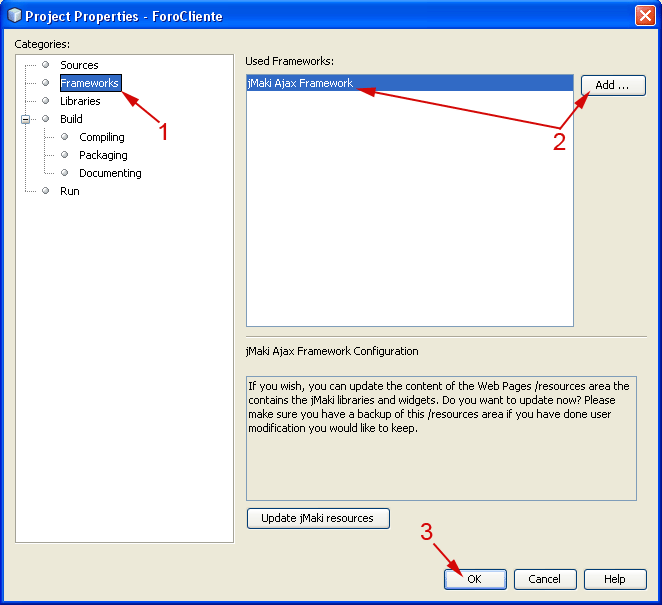 Project Properties - ForoCliente
Categories:
Sources
Frameworks
Libraries
Build
Compiling
Packaging
Documenting
Run
1
Used Frameworks:
jMaki Ajax Framework
Add ...
2
jMaki Ajax Framework Configuration
If you wish, you can update the content of the Web Pages /resources area the
contains the jMaki libraries and widgets. Do you want to update now? Please
make sure you have a backup of this /resources area if you have done user
modification you would like to keep.
Update jMaki resources
3
OK
Cancel
Help